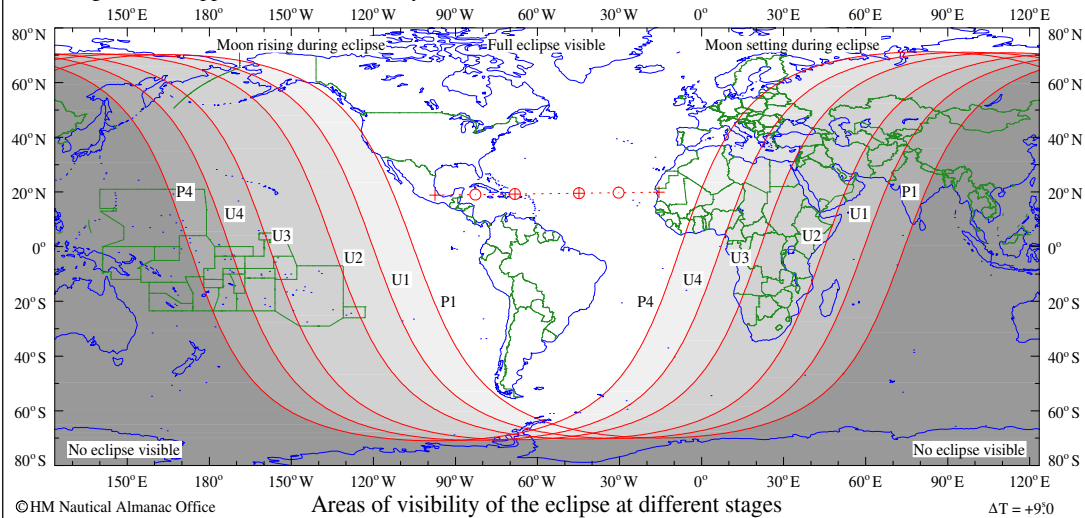 150°E 180° 150°W 120°W 90°W 60°W 30°W 0° 30°E 60°E 90°E 120°E
80°N 80°N
Moon rising during eclipse Full eclipse visible Moon setting during eclipse
60°N 60°N
40°N 40°N
20°N P4 P1 20°N
U4 U1
U3 U2
0° U2 U3 0°
U1 U4
20°S P1 P4 20°S
40°S 40°S
60°S 60°S
No eclipse visible No eclipse visible
80°S 80°S
150°E 180° 150°W 120°W 90°W 60°W 30°W 0° 30°E 60°E 90°E 120°E
©HM Nautical Almanac Office Areas of visibility of the eclipse at different stages ΔT = +9ˢ.0